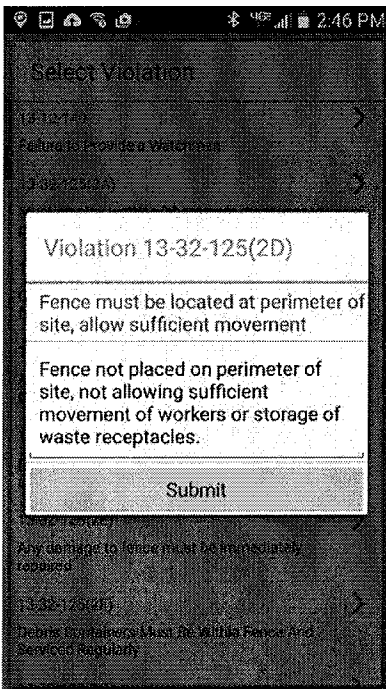 4GE 2:46 PM
Select Violation
Failure to Provide a Watchman
13-32-125(2A)
Violation 13-32-125(2D)
Fence must be located at perimeter of
site, allow sufficient movement
Fence not placed on perimeter of
site, not allowing sufficient
movement of workers or storage of
waste receptacles.
Submit
13-32-125(2E)
Any damage to fence must be immediately
repaired
13-32-125(2F)
Debris Containers Must Be Within Fence And
Serviced Regularly